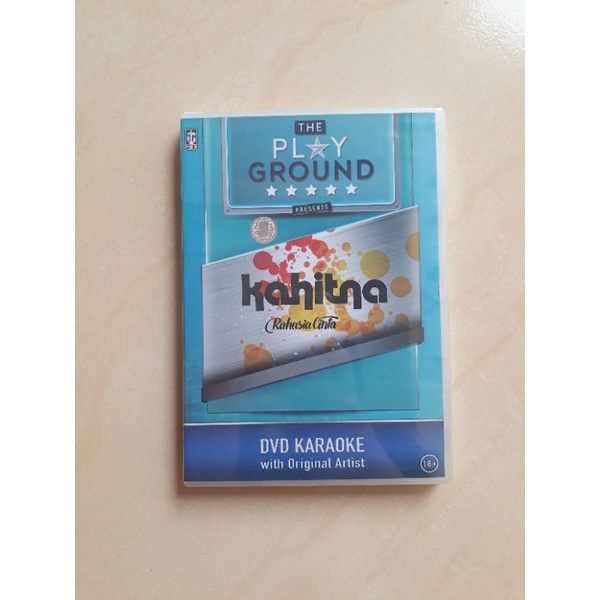 THE
PLAY
GROUND
PRESENTS
kahitna
Rahasia Cinta
DVD KARAOKE
with Original Artist
18+